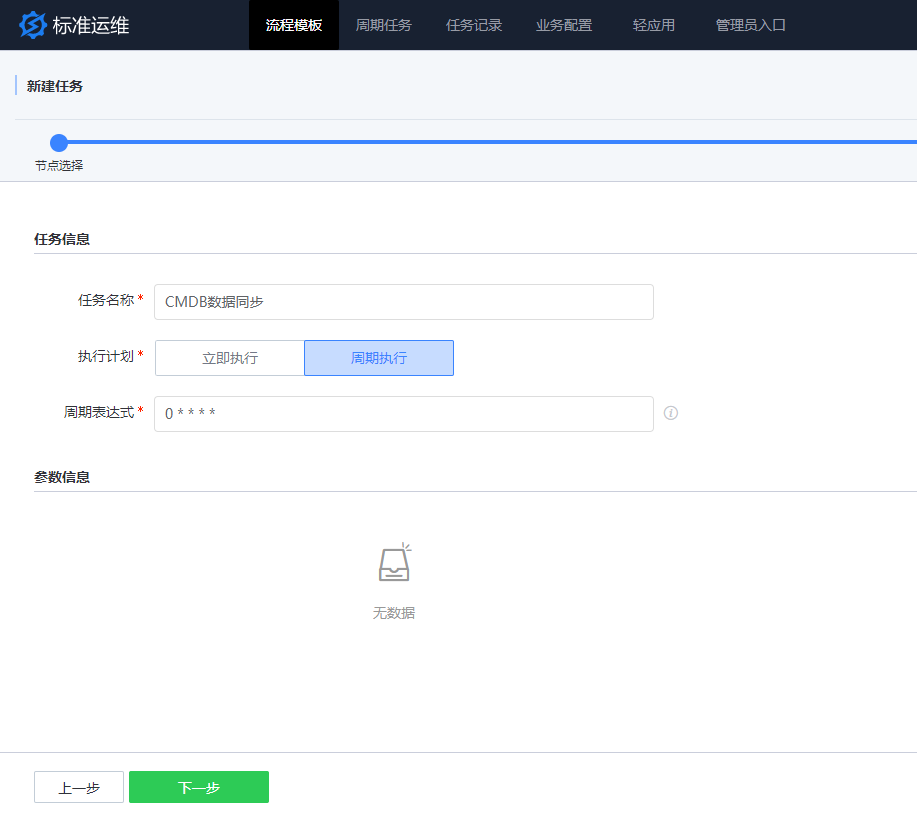 标准运维
流程模板 周期任务 任务记录 业务配置 轻应用 管理员入口
新建任务
节点选择
任务信息
任务名称* CMDB数据同步
执行计划* 立即执行 周期执行
周期表达式* 0 * * * *
参数信息
无数据
上一步 下一步